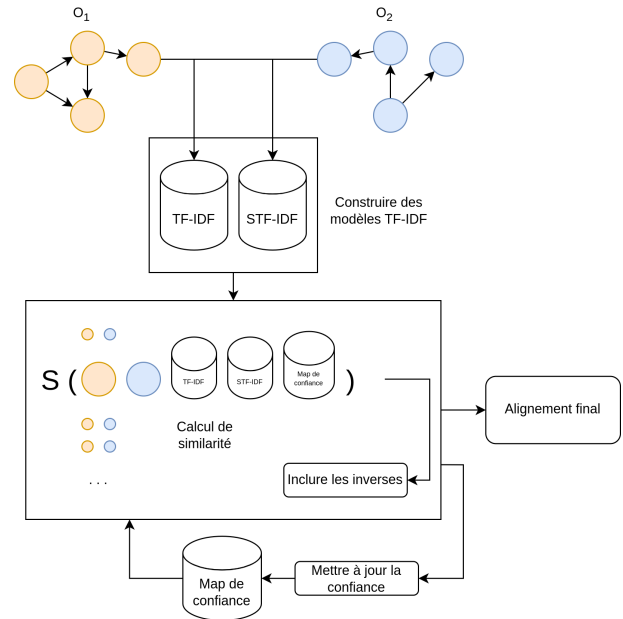 O1
O2
TF-IDF
STF-IDF
Construire des
modèles TF-IDF
S (
TF-IDF
STF-IDF
Map de
confiance
)
Calcul de
similarité
. . .
Inclure les inverses
Alignement final
Map de
confiance
Mettre à jour la
confiance